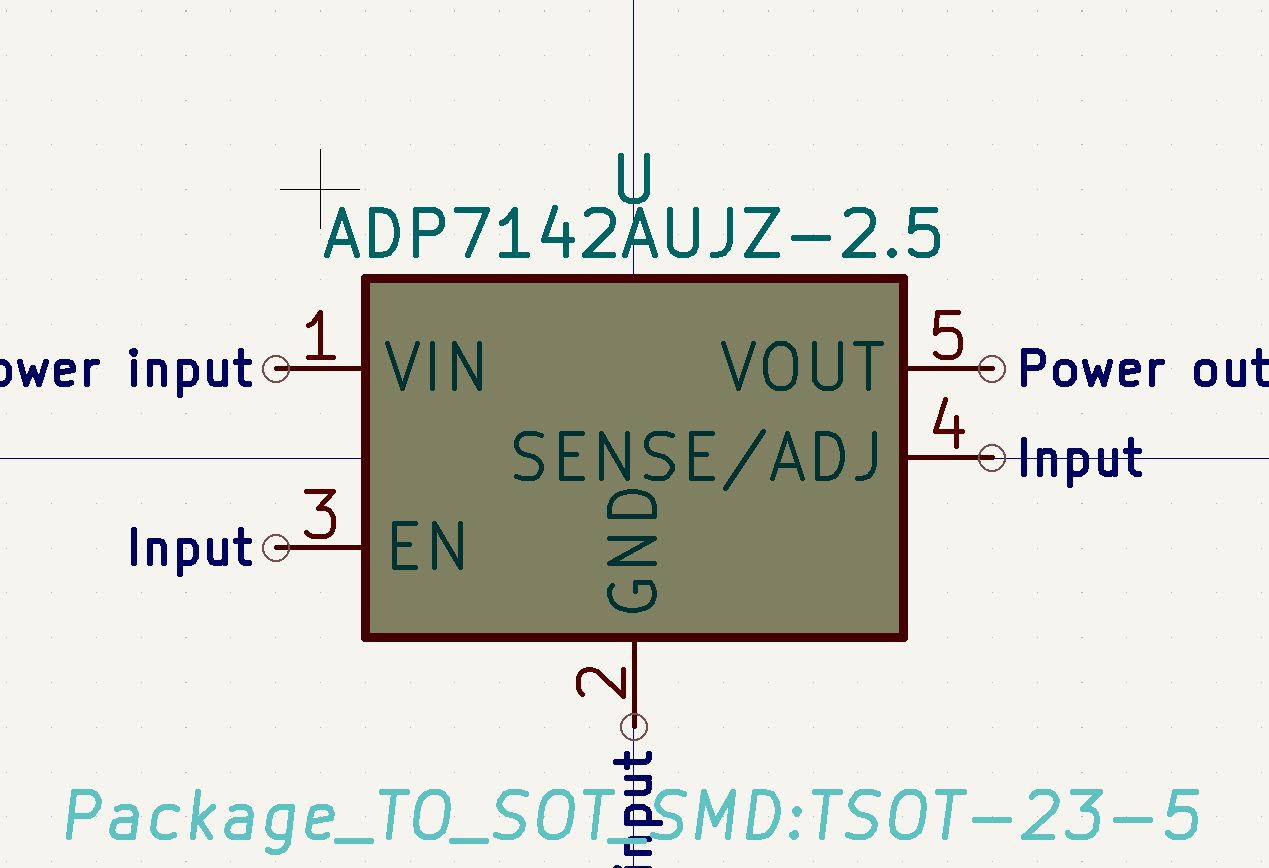 U
ADP7142AUJZ-2.5
1
5
ower input
VIN
VOUT
Power out
4
SENSE/ADJ
Input
3
Input
EN
GND
2
input
Package_TO_SOT_SMD:TSOT-23-5